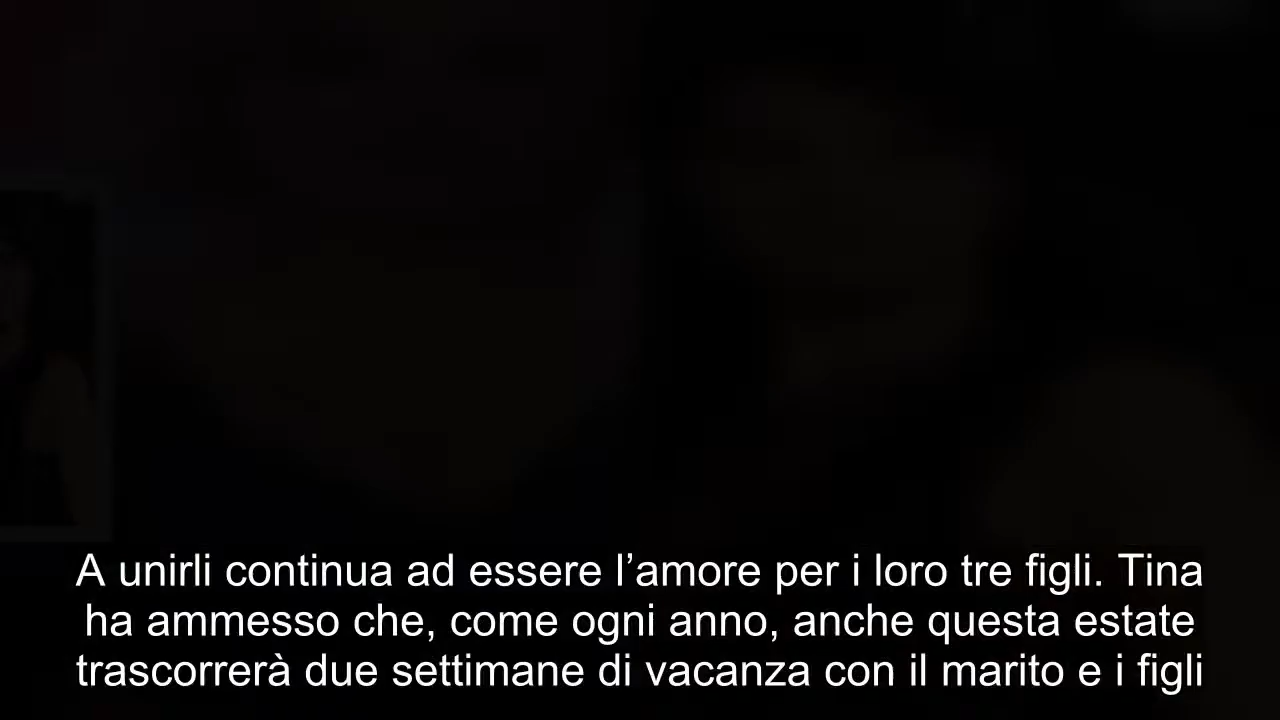 A unirli continua ad essere l’amore per i loro tre figli. Tina
ha ammesso che, come ogni anno, anche questa estate
trascorrerà due settimane di vacanza con il marito e i figli